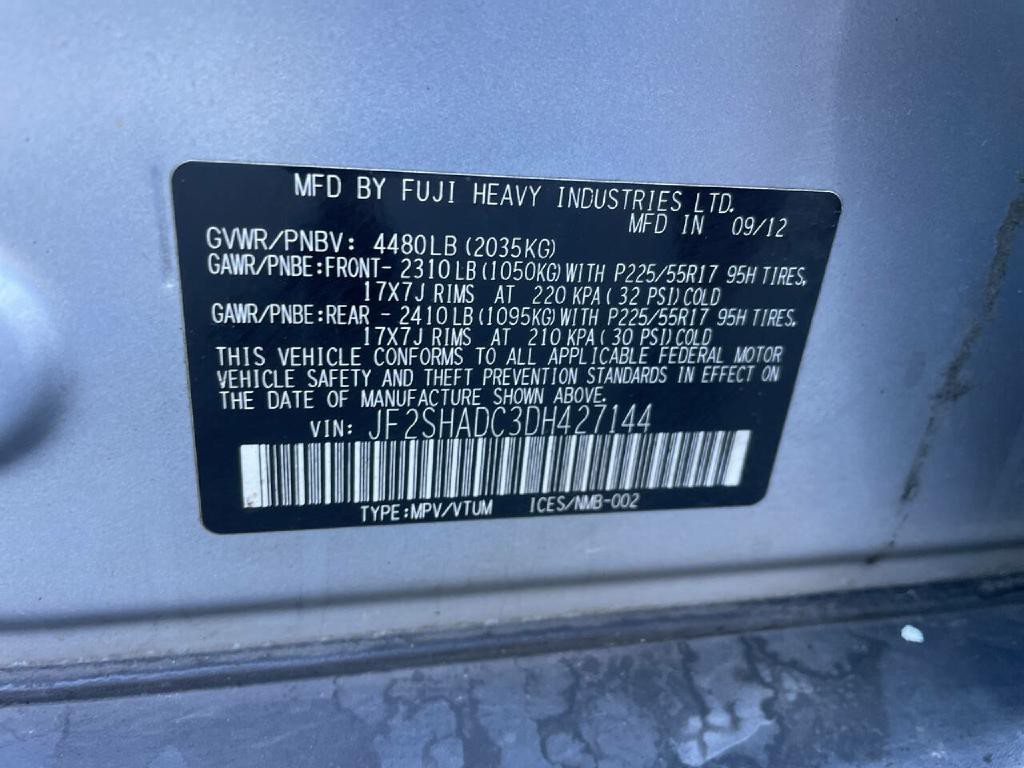 MFD BY FUJI HEAVY INDUSTRIES LTD.
MFD IN 09/12
GVWR/PNBV: 4480LB (2035KG)
GAWR/PNBE:FRONT- 2310LB (1050KG) WITH P225/55R17 95H TIRES,
17X7J RIMS AT 220 KPA ( 32 PSI) COLD
GAWR/PNBE:REAR - 2410LB (1095KG) WITH P225/55R17 95H TIRES,
17X7J RIMS AT 210 KPA ( 30 PSI) COLD
THIS VEHICLE CONFORMS TO ALL APPLICABLE FEDERAL MOTOR
VEHICLE SAFETY AND THEFT PREVENTION STANDARDS IN EFFECT ON
THE DATE OF MANUFACTURE SHOWN ABOVE.
VIN: JF2SHADC3DH427144
TYPE:MPV/VTUM ICES/NMB-002